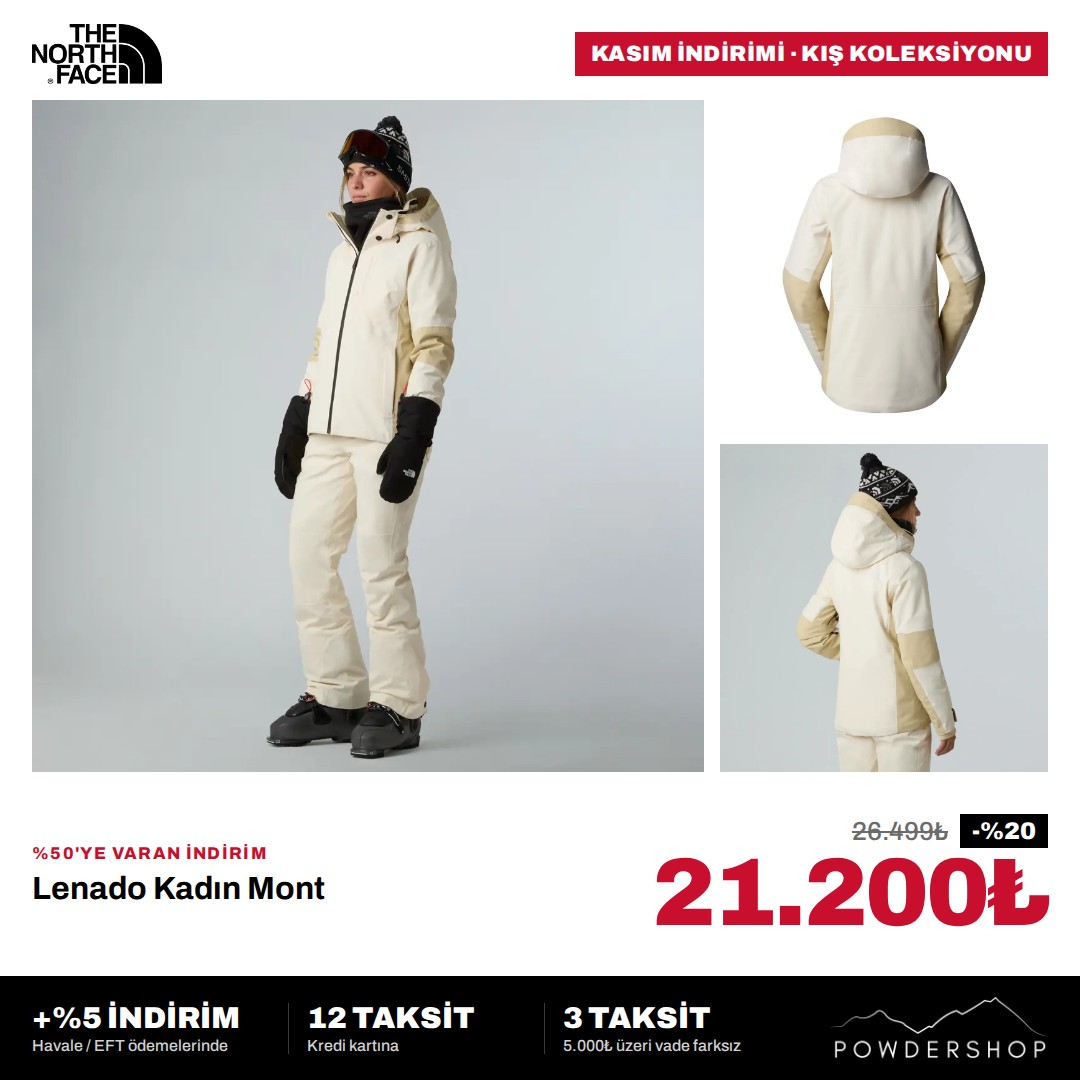 THE
NORTH
FACE
KASIM İNDİRİMİ · KIŞ KOLEKSİYONU
26.499₺
-%20
%50'YE VARAN İNDİRİM
Lenado Kadın Mont
21.200₺
+%5 İNDİRİM
Havale / EFT ödemelerinde
12 TAKSİT
Kredi kartına
3 TAKSİT
5.000₺ üzeri vade farksız
POWDERSHOP